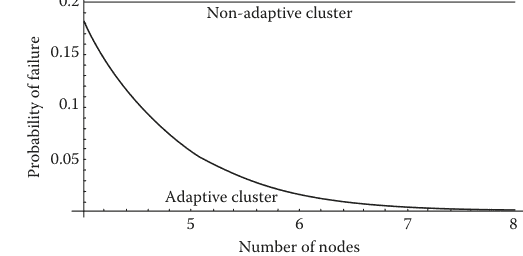 0.2
Non-adaptive cluster
0.15
0.1
0.05
Probability of failure
Adaptive cluster
5 6 7 8
Number of nodes